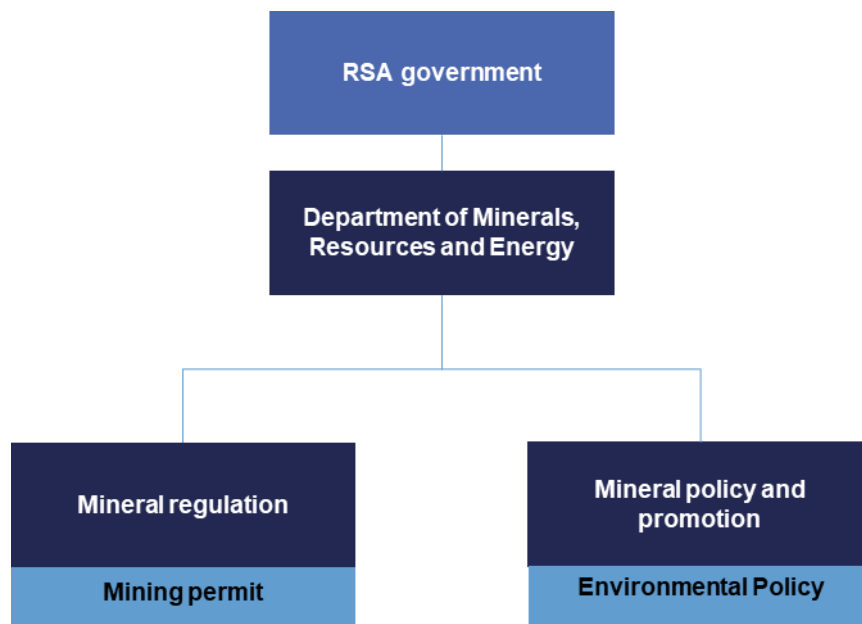 RSA government
Department of Minerals,
Resources and Energy
Mineral regulation
Mining permit
Mineral policy and
promotion
Environmental Policy